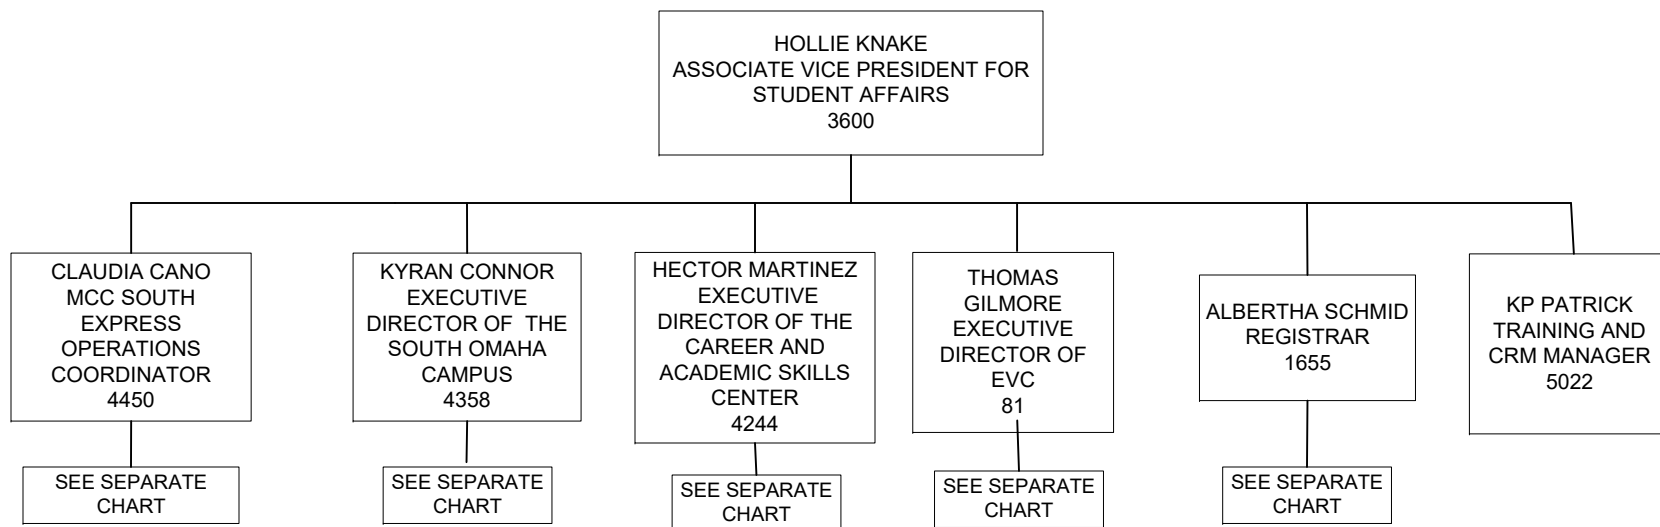 HOLLIE KNAKE
ASSOCIATE VICE PRESIDENT FOR
STUDENT AFFAIRS
3600
CLAUDIA CANO
MCC SOUTH
EXPRESS
OPERATIONS
COORDINATOR
4450
KYRAN CONNOR
EXECUTIVE
DIRECTOR OF THE
SOUTH OMAHA
CAMPUS
4358
HECTOR MARTINEZ
EXECUTIVE
DIRECTOR OF THE
CAREER AND
ACADEMIC SKILLS
CENTER
4244
THOMAS
GILMORE
EXECUTIVE
DIRECTOR OF
EVC
81
ALBERTHA SCHMID
REGISTRAR
1655
KP PATRICK
TRAINING AND
CRM MANAGER
5022
SEE SEPARATE
CHART
SEE SEPARATE
CHART
SEE SEPARATE
CHART
SEE SEPARATE
CHART
SEE SEPARATE
CHART